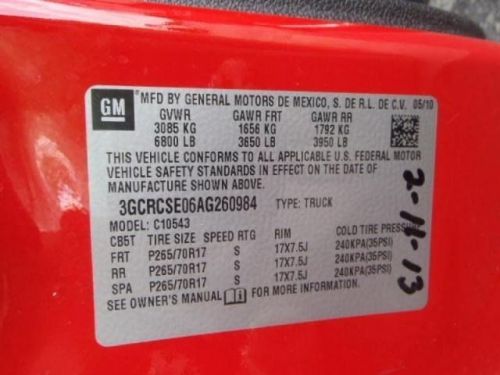 GM MFD BY GENERAL MOTORS DE MEXICO, S. DE R.L. DE C.V. 05/10
GVWR GAWR FRT GAWR RR
3085 KG 1656 KG 1792 KG
6800 LB 3650 LB 3950 LB
THIS VEHICLE CONFORMS TO ALL APPLICABLE U.S. FEDERAL MOTOR
VEHICLE SAFETY STANDARDS IN EFFECT ON THE DATE OF
MANUFACTURE SHOWN ABOVE.
3GCRCSE06AG260984 TYPE: TRUCK
MODEL: C10543
CB5T TIRE SIZE SPEED RTG RIM COLD TIRE PRESSURE
FRT P265/70R17 S 17X7.5J 240KPA(35PSI)
RR P265/70R17 S 17X7.5J 240KPA(35PSI)
SPA P265/70R17 S 17X7.5J 240KPA(35PSI)
SEE OWNER'S MANUAL FOR MORE INFORMATION.
2-11-13